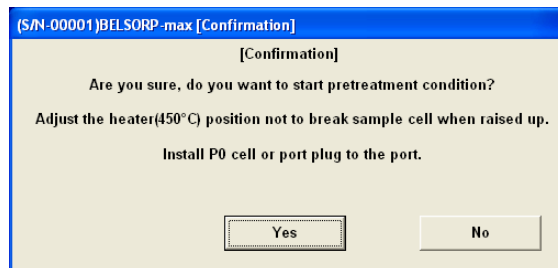 (S/N-00001)BELSORP-max [Confirmation]
[Confirmation]
Are you sure, do you want to start pretreatment condition?
Adjust the heater(450°C) position not to break sample cell when raised up.
Install P0 cell or port plug to the port.
Yes No